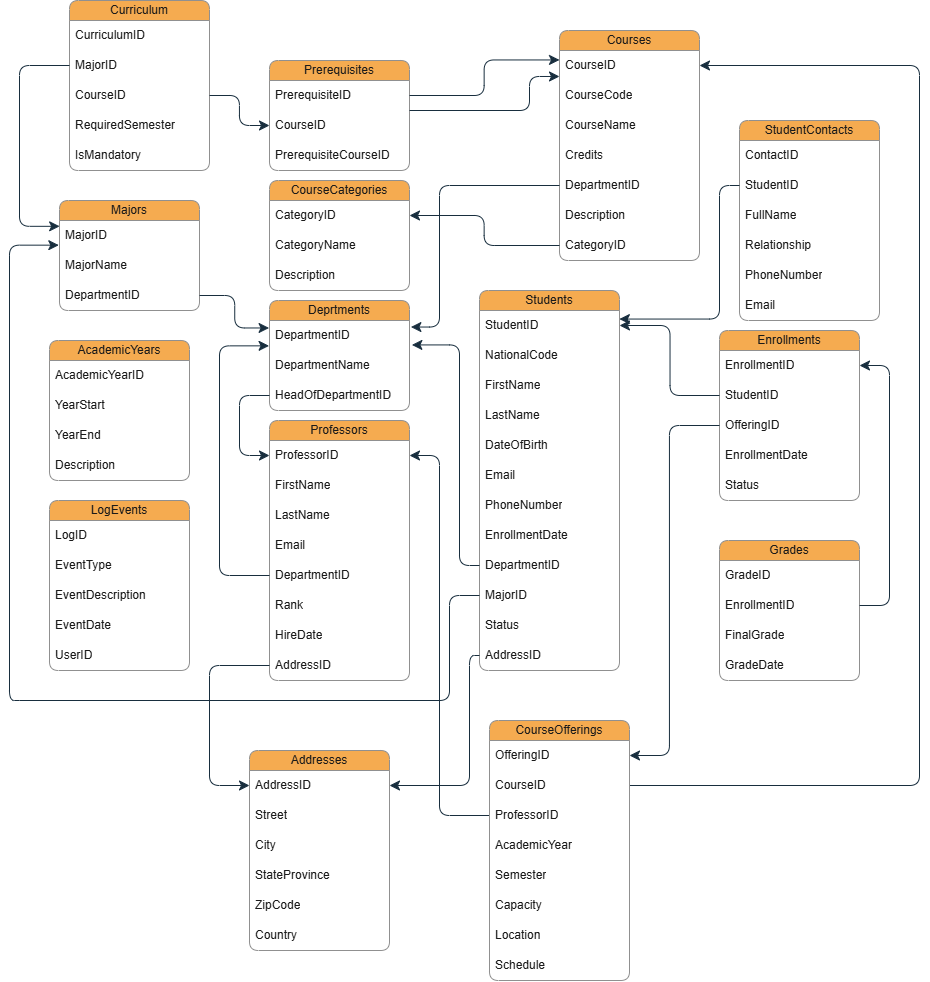 Curriculum
CurriculumID
MajorID
CourseID
RequiredSemester
IsMandatory
Prerequisites
PrerequisiteID
CourseID
PrerequisiteCourseID
Courses
CourseID
CourseCode
CourseName
Credits
DepartmentID
Description
CategoryID
StudentContacts
ContactID
StudentID
FullName
Relationship
PhoneNumber
Email
CourseCategories
CategoryID
CategoryName
Description
Majors
MajorID
MajorName
DepartmentID
Deprtments
DepartmentID
DepartmentName
HeadOfDepartmentID
Students
StudentID
NationalCode
FirstName
LastName
DateOfBirth
Email
PhoneNumber
EnrollmentDate
DepartmentID
MajorID
Status
AddressID
Enrollments
EnrollmentID
StudentID
OfferingID
EnrollmentDate
Status
AcademicYears
AcademicYearID
YearStart
YearEnd
Description
Professors
ProfessorID
FirstName
LastName
Email
DepartmentID
Rank
HireDate
AddressID
LogEvents
LogID
EventType
EventDescription
EventDate
UserID
Grades
GradeID
EnrollmentID
FinalGrade
GradeDate
Addresses
AddressID
Street
City
StateProvince
ZipCode
Country
CourseOfferings
OfferingID
CourseID
ProfessorID
AcademicYear
Semester
Capacity
Location
Schedule